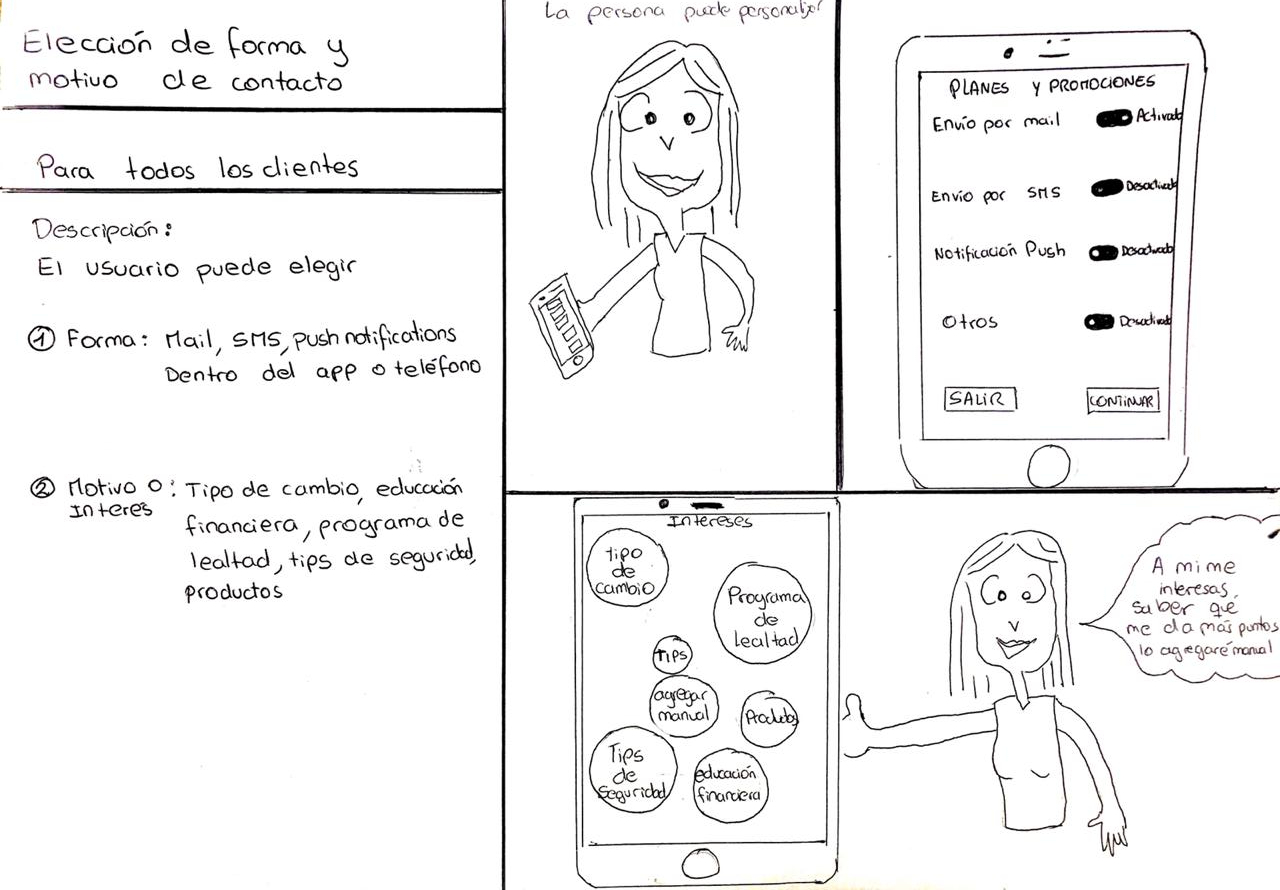 Elección de forma y
motivo de contacto
Para todos los clientes
Descripción:
El usuario puede elegir
① Forma: Mail, SMS, push notifications
Dentro del app o teléfono
② Motivo o: Tipo de cambio, educación
Interes
financiera, programa de
lealtad, tips de seguridad,
productos
La persona puede personalizar
PLANES Y PROMOCIONES
Envío por mail Activado
Envío por SMS Desactivado
Notificación Push Desactivado
Otros Desactivado
SALIR CONTINUAR
Intereses
tipo
de
cambio
Programa
de
Lealtad
TIPS
agregar
manual
Productos
Tips
de
Seguridad
educación
financiera
A mi me
interesas
saber qué
me da más puntos
lo agregaré manual